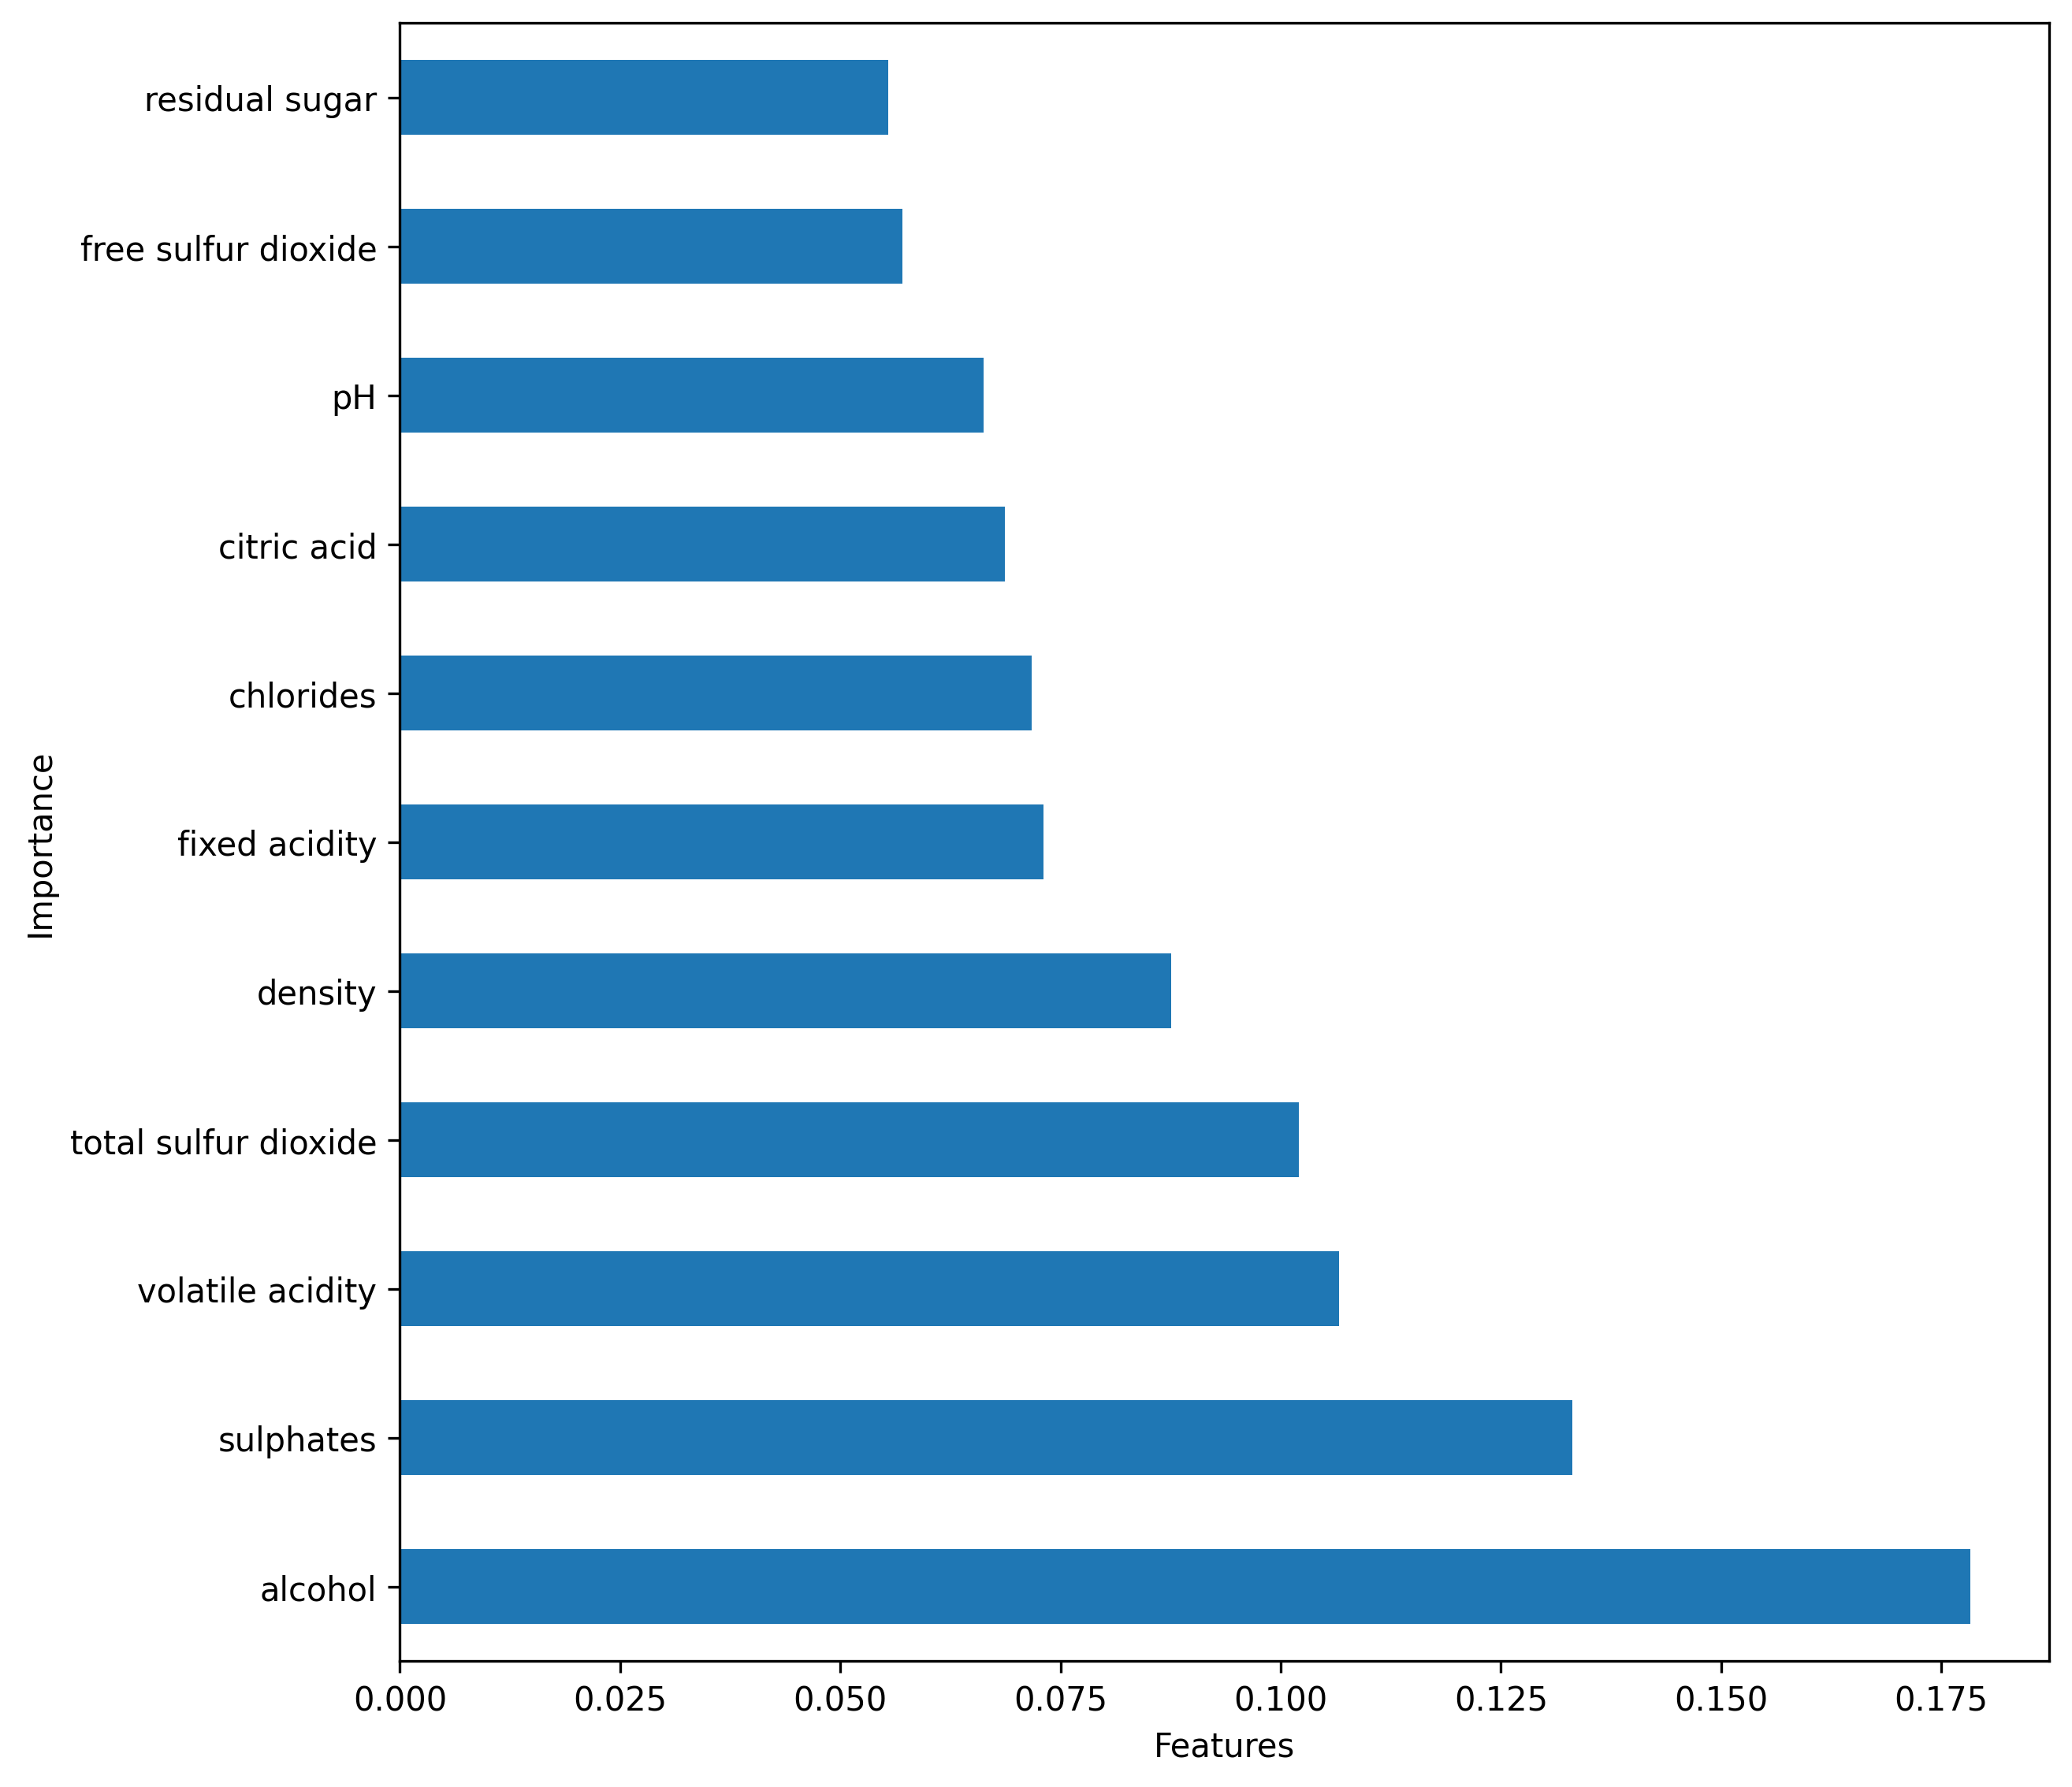 residual sugar
free sulfur dioxide
pH
citric acid
chlorides
fixed acidity
Importance
density
total sulfur dioxide
volatile acidity
sulphates
alcohol
0.000 0.025 0.050 0.075 0.100 0.125 0.150 0.175
Features